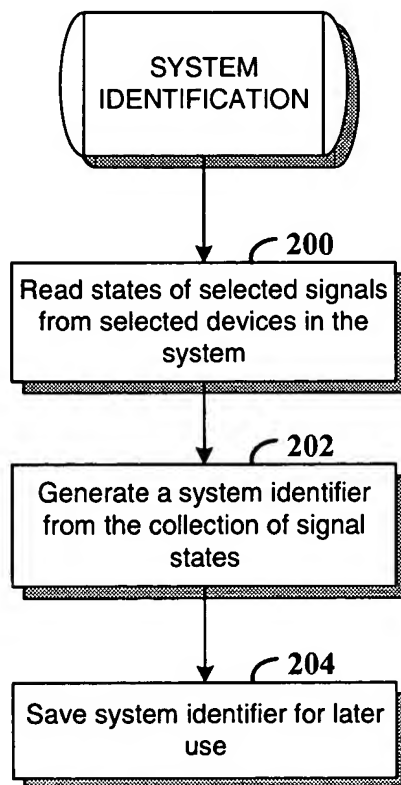 SYSTEM
IDENTIFICATION
200
Read states of selected signals
from selected devices in the
system
202
Generate a system identifier
from the collection of signal
states
204
Save system identifier for later
use